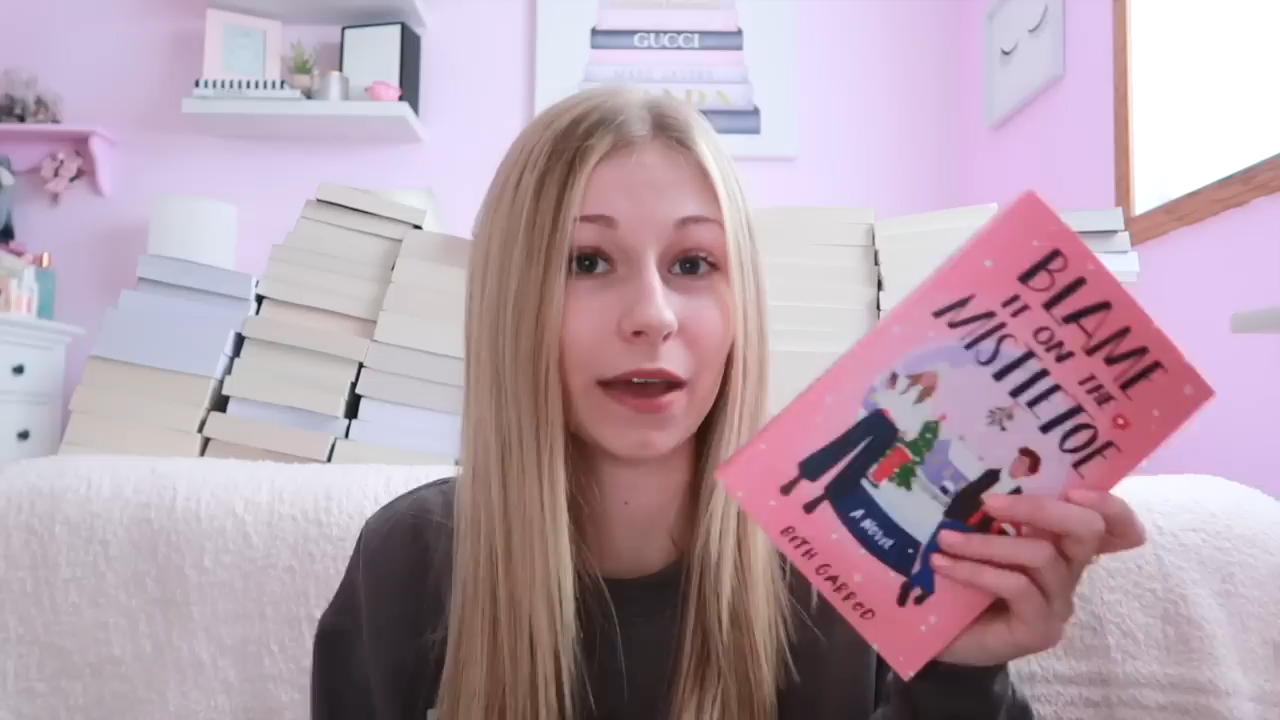 GUCCI
BLAME
IT ON THE
MISTLETOE
A NOVEL
BETH GARROD